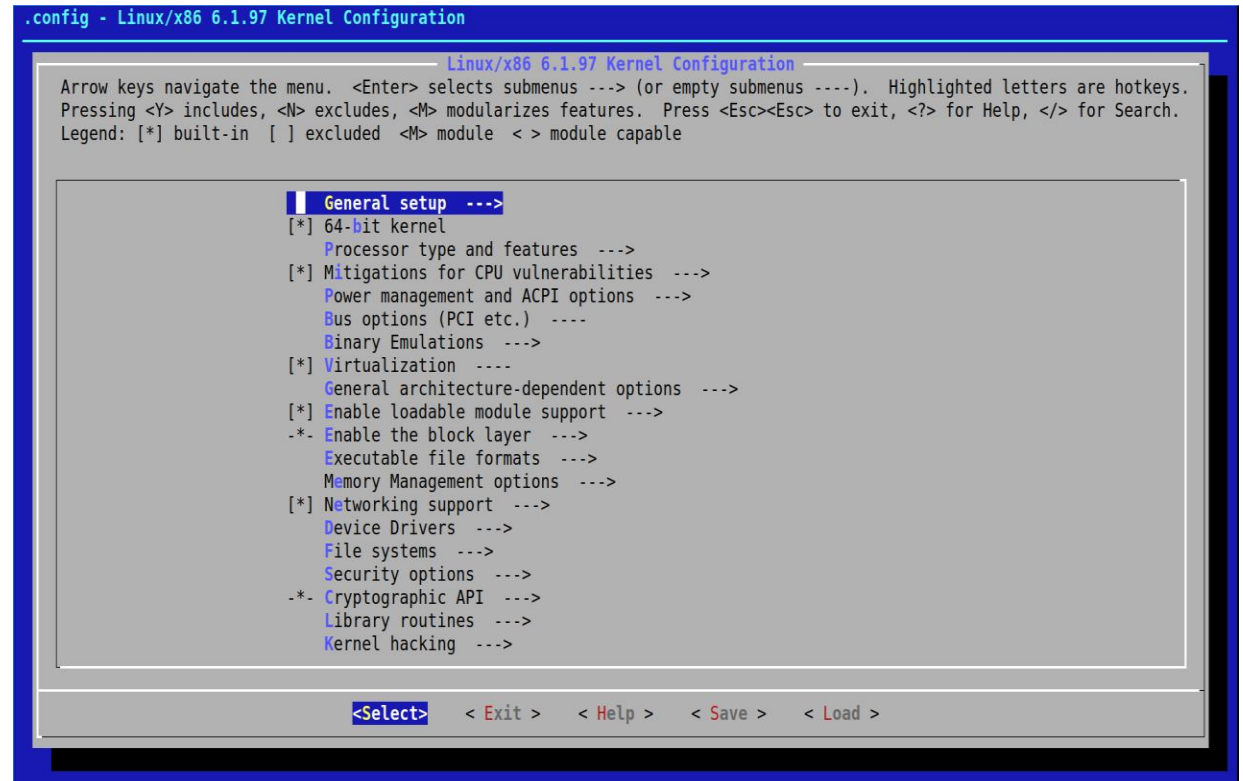 .config - Linux/x86 6.1.97 Kernel Configuration
Linux/x86 6.1.97 Kernel Configuration
Arrow keys navigate the menu.  <Enter> selects submenus ---> (or empty submenus ----).  Highlighted letters are hotkeys.
Pressing <Y> includes, <N> excludes, <M> modularizes features.  Press <Esc><Esc> to exit, <?> for Help, </> for Search.
Legend: [*] built-in  [ ] excluded  <M> module  < > module capable
General setup  --->
[*] 64-bit kernel
Processor type and features  --->
[*] Mitigations for CPU vulnerabilities  --->
Power management and ACPI options  --->
Bus options (PCI etc.)  ----
Binary Emulations  --->
[*] Virtualization  ----
General architecture-dependent options  --->
[*] Enable loadable module support  --->
-*- Enable the block layer  --->
Executable file formats  --->
Memory Management options  --->
[*] Networking support  --->
Device Drivers  --->
File systems  --->
Security options  --->
-*- Cryptographic API  --->
Library routines  --->
Kernel hacking  --->
<Select>    < Exit >    < Help >    < Save >    < Load >